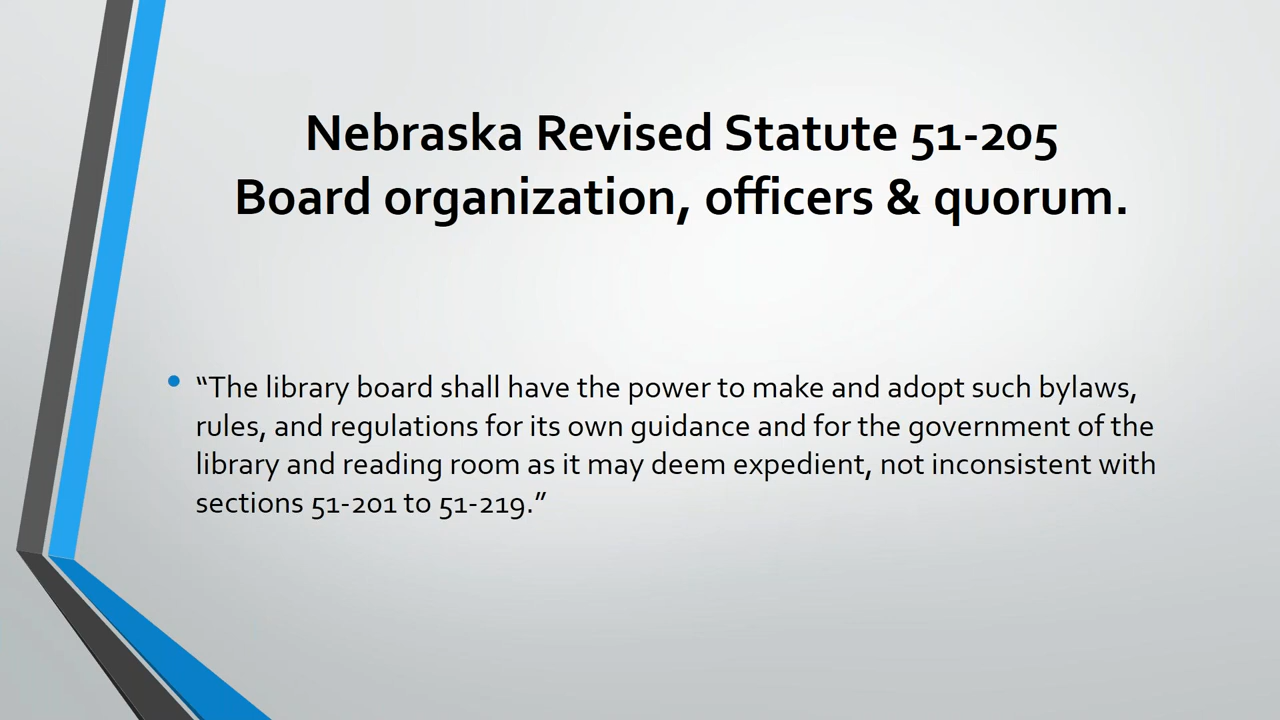 Nebraska Revised Statute 51-205
Board organization, officers & quorum.
• “The library board shall have the power to make and adopt such bylaws,
rules, and regulations for its own guidance and for the government of the
library and reading room as it may deem expedient, not inconsistent with
sections 51-201 to 51-219.”